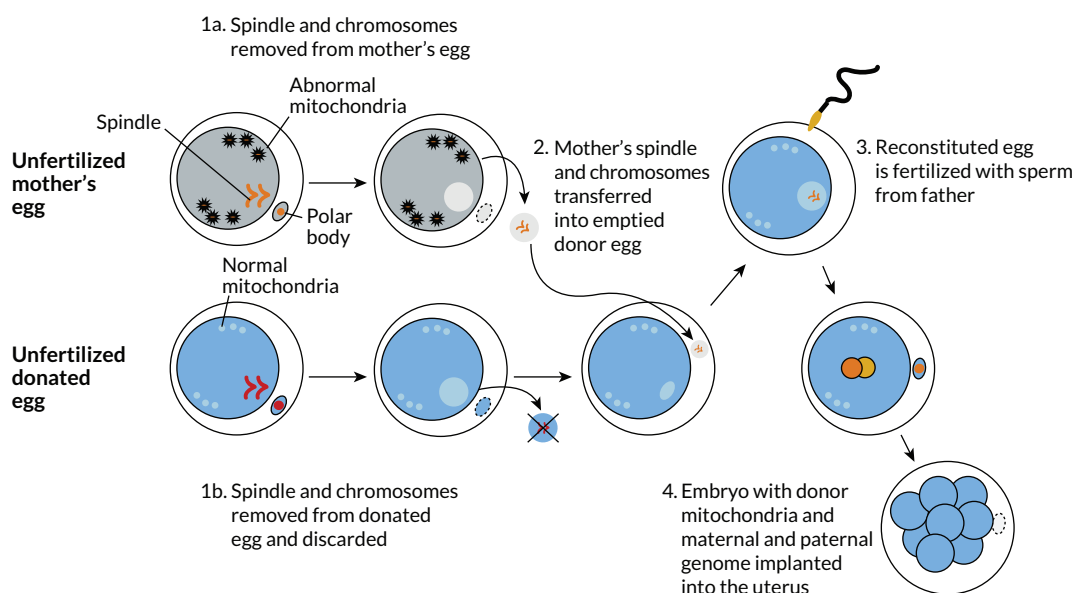 1a. Spindle and chromosomes
removed from mother's egg
Abnormal
mitochondria
Spindle
Unfertilized
mother's
egg
Polar
body
2. Mother's spindle
and chromosomes
transferred
into emptied
donor egg
3. Reconstituted egg
is fertilized with sperm
from father
Normal
mitochondria
Unfertilized
donated
egg
1b. Spindle and chromosomes
removed from donated
egg and discarded
4. Embryo with donor
mitochondria and
maternal and paternal
genome implanted
into the uterus